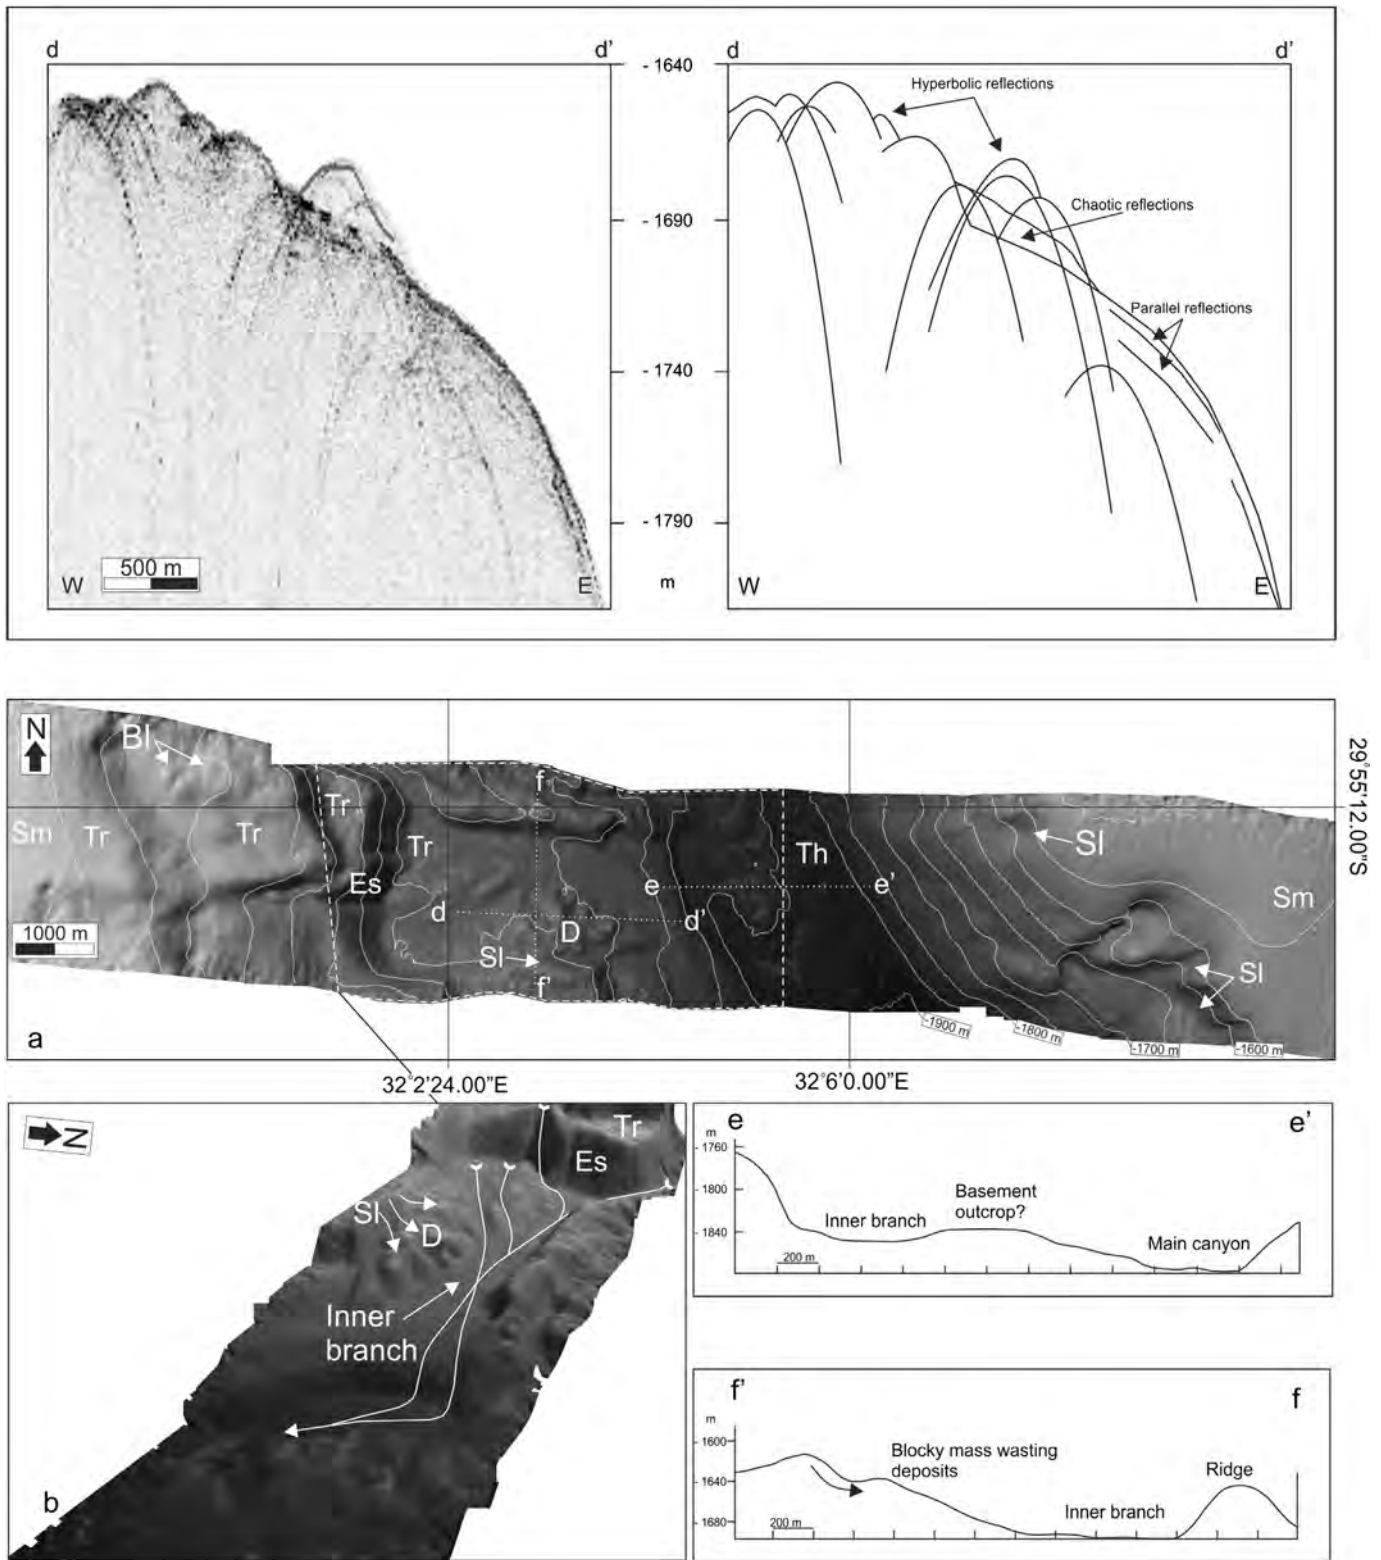 d
d'
- 1640
- 1690
- 1740
- 1790
m
500 m
W
E
d
d'
Hyperbolic reflections
Chaotic reflections
Parallel reflections
W
E
N
Bl
Sm
Tr
Tr
Tr
Es
Tr
1000 m
d
f
Sl
D
f'
e
d'
Th
e'
Sl
Sm
Sl
-1900 m
-1800 m
-1700 m
-1600 m
a
29°55'12.00"S
32°2'24.00"E
32°6'0.00"E
N
Tr
Es
Sl
D
Inner
branch
b
e
e'
m
- 1760
- 1800
- 1840
200 m
Inner branch
Basement
outcrop?
Main canyon
f'
f
m
- 1600
- 1640
- 1680
200 m
Blocky mass wasting
deposits
Inner branch
Ridge